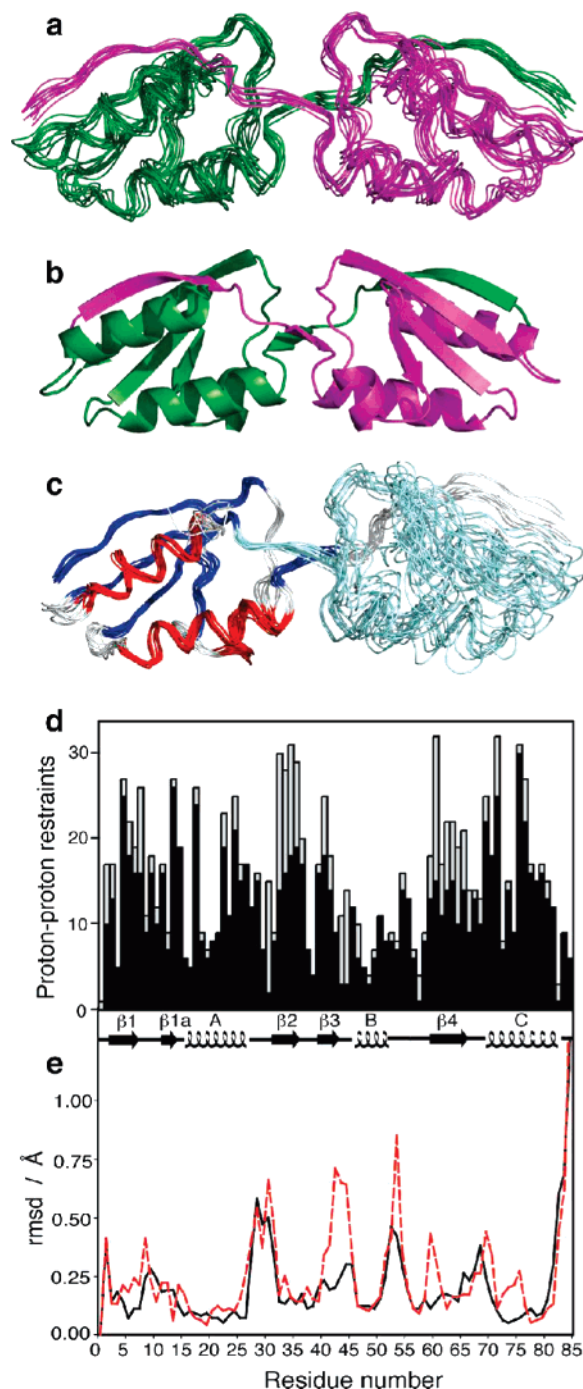 a
b
c
d
30
20
10
0
Proton-proton restraints
β1 β1a A β2 β3 B β4 C
e
1.00
0.75
0.50
0.25
0.00
rmsd / Å
0 5 10 15 20 25 30 35 40 45 50 55 60 65 70 75 80 85
Residue number